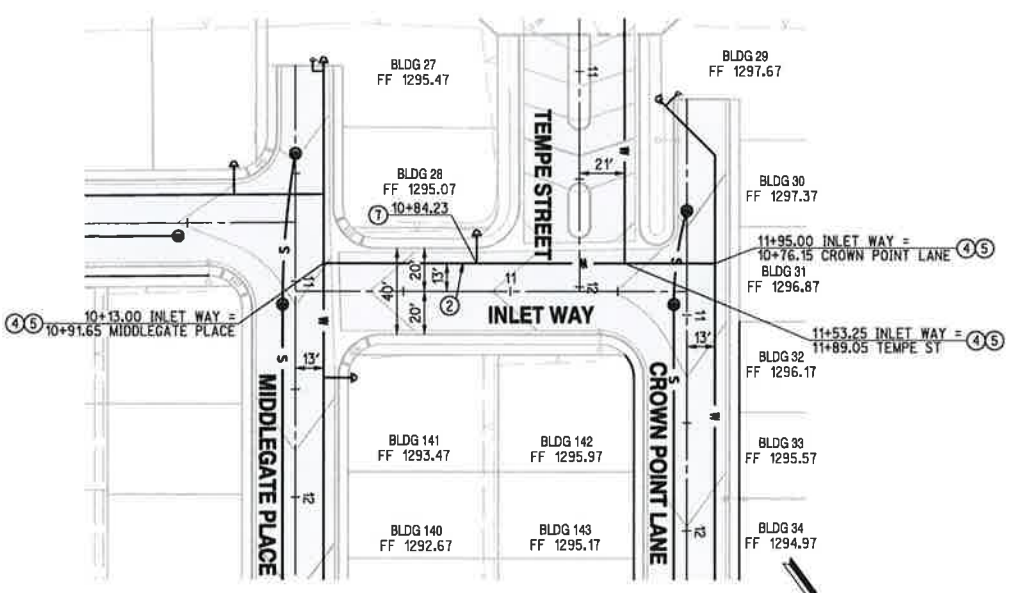 BLDG 27
FF 1295.47
BLDG 29
FF 1297.67
11
TEMPE STREET
21'
W
BLDG 28
FF 1295.07
7 10+84.23
BLDG 30
FF 1297.37
S
20'
13'
40'
20'
11
2
W
12
INLET WAY
S
11+95.00 INLET WAY =
10+76.15 CROWN POINT LANE 4 5
BLDG 31
FF 1296.87
4 5 10+13.00 INLET WAY =
10+91.65 MIDDLEGATE PLACE
11
W
S
13'
11
13'
11+53.25 INLET WAY =
11+89.05 TEMPE ST 4 5
BLDG 32
FF 1296.17
MIDDLEGATE PLACE
CROWN POINT LANE
S
W
BLDG 141
FF 1293.47
BLDG 142
FF 1295.97
BLDG 33
FF 1295.57
12
12
BLDG 140
FF 1292.67
BLDG 143
FF 1295.17
BLDG 34
FF 1294.97